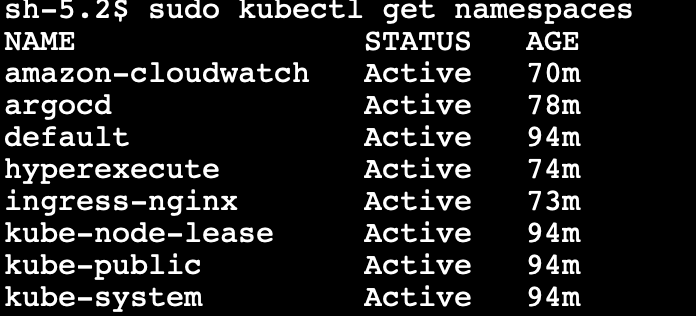 sh-5.2$ sudo kubectl get namespaces
NAME STATUS AGE
amazon-cloudwatch Active 70m
argocd Active 78m
default Active 94m
hyperexecute Active 74m
ingress-nginx Active 73m
kube-node-lease Active 94m
kube-public Active 94m
kube-system Active 94m